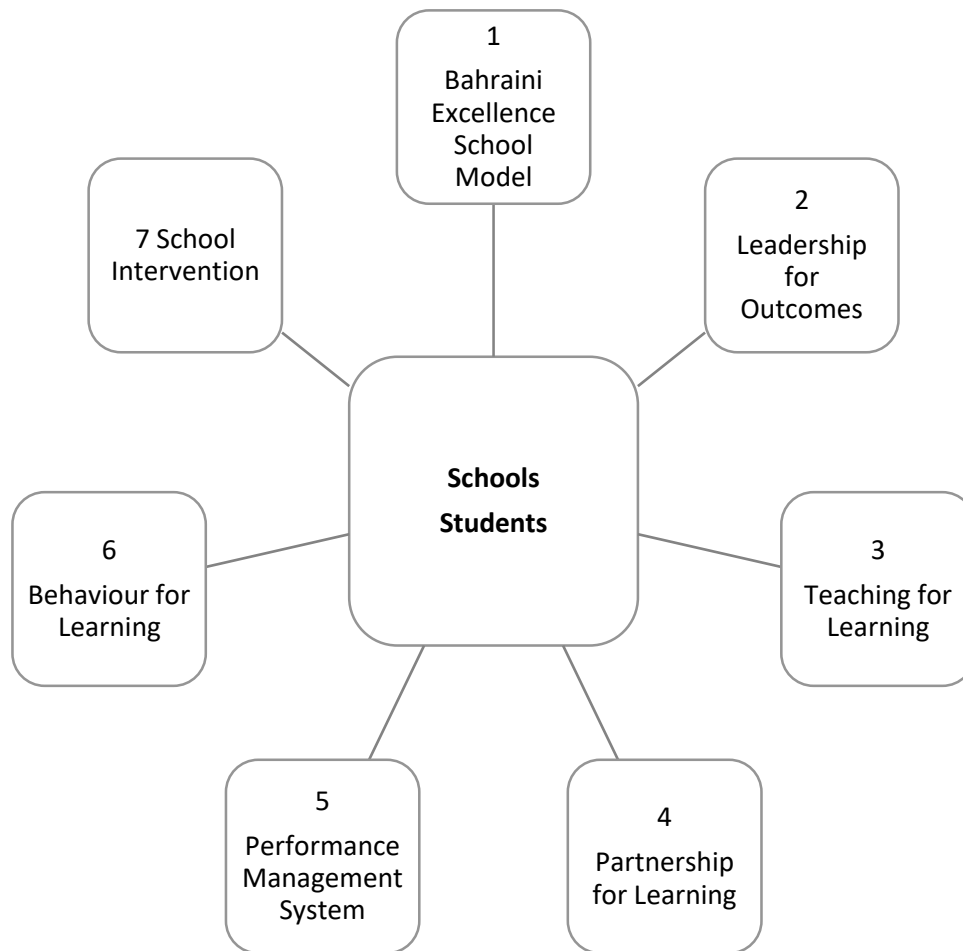 1
Bahraini
Excellence
School
Model
2
Leadership
for
Outcomes
3
Teaching for
Learning
4
Partnership
for Learning
5
Performance
Management
System
6
Behaviour for
Learning
7 School
Intervention
Schools
Students